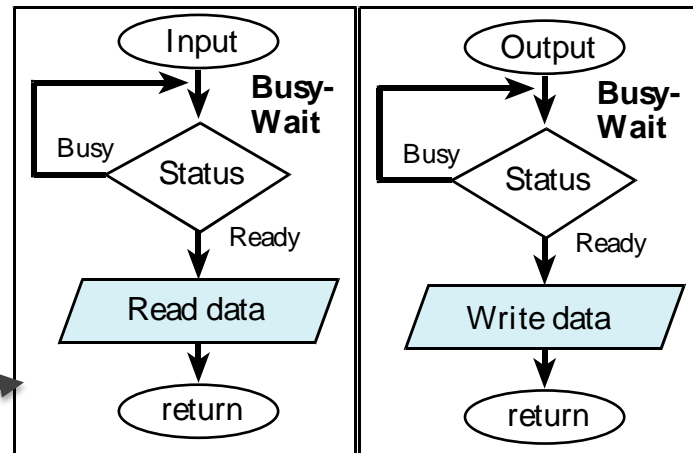 Input
Busy-
Wait
Busy
Status
Ready
Read data
return
Output
Busy-
Wait
Busy
Status
Ready
Write data
return